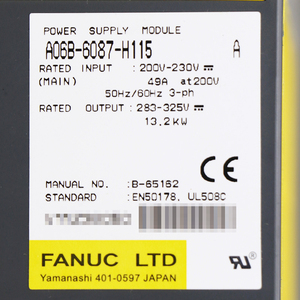 POWER SUPPLY MODULE
A06B-6087-H115 A
RATED INPUT : 200V-230V
(MAIN) 49A at200V
50Hz/60Hz 3-ph
RATED OUTPUT : 283-325V
13.2kW
CE
MANUAL NO. : B-65162
STANDARD : EN50178, UL508C
FANUC LTD
Yamanashi 401-0597 JAPAN